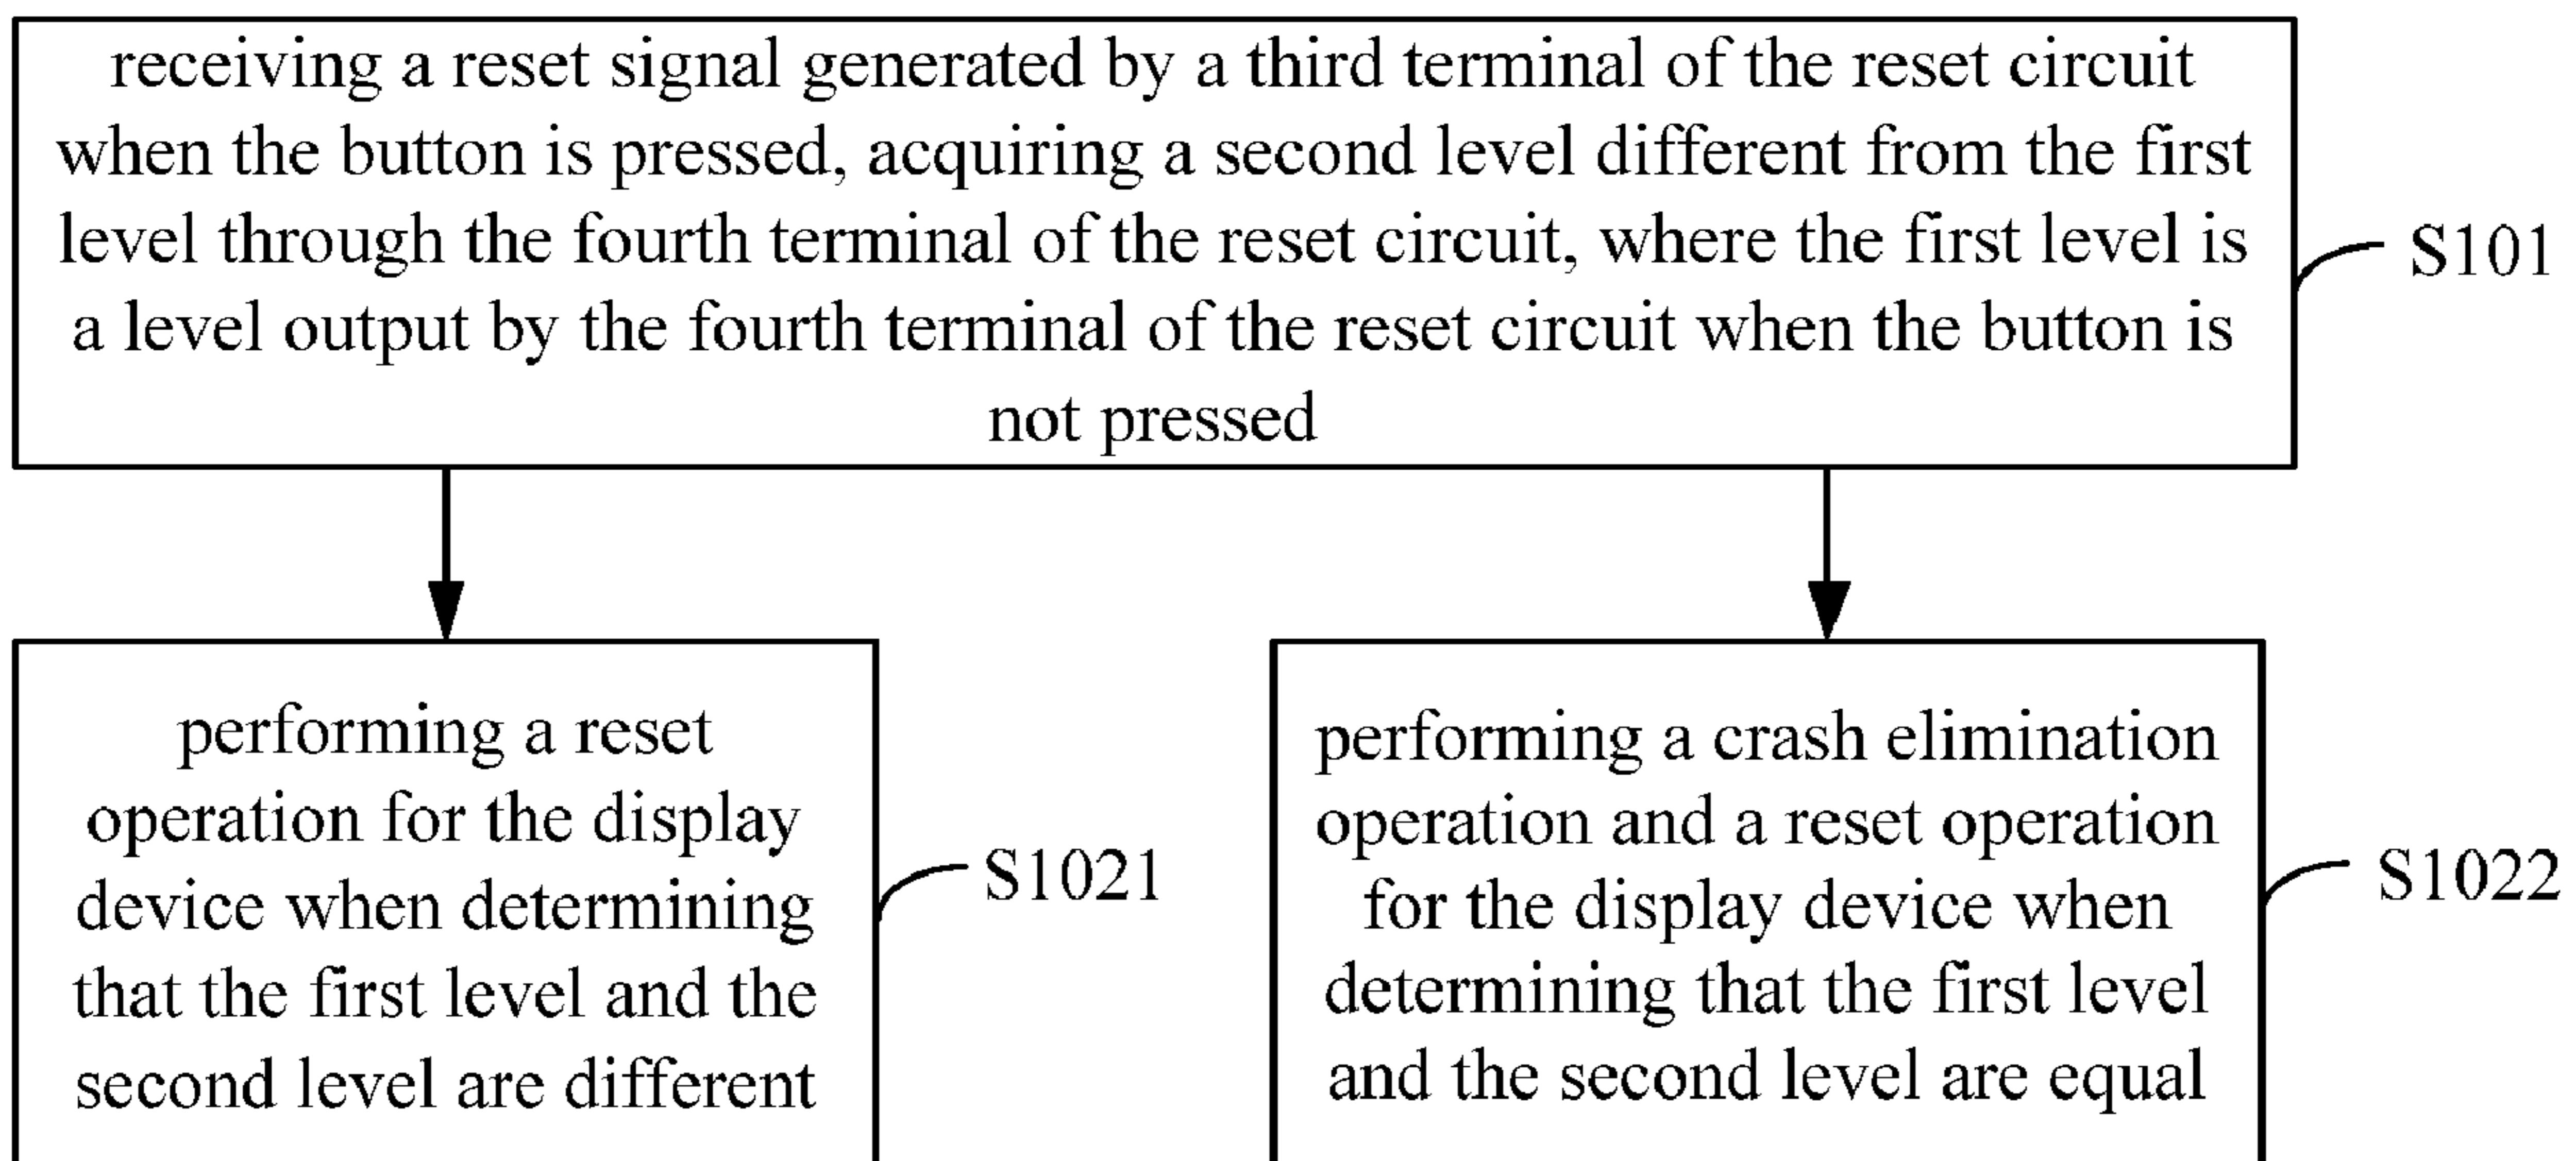 receiving a reset signal generated by a third terminal of the reset circuit
when the button is pressed, acquiring a second level different from the first
level through the fourth terminal of the reset circuit, where the first level is
a level output by the fourth terminal of the reset circuit when the button is
not pressed
S101
performing a reset
operation for the display
device when determining
that the first level and the
second level are different
S1021
performing a crash elimination
operation and a reset operation
for the display device when
determining that the first level
and the second level are equal
S1022